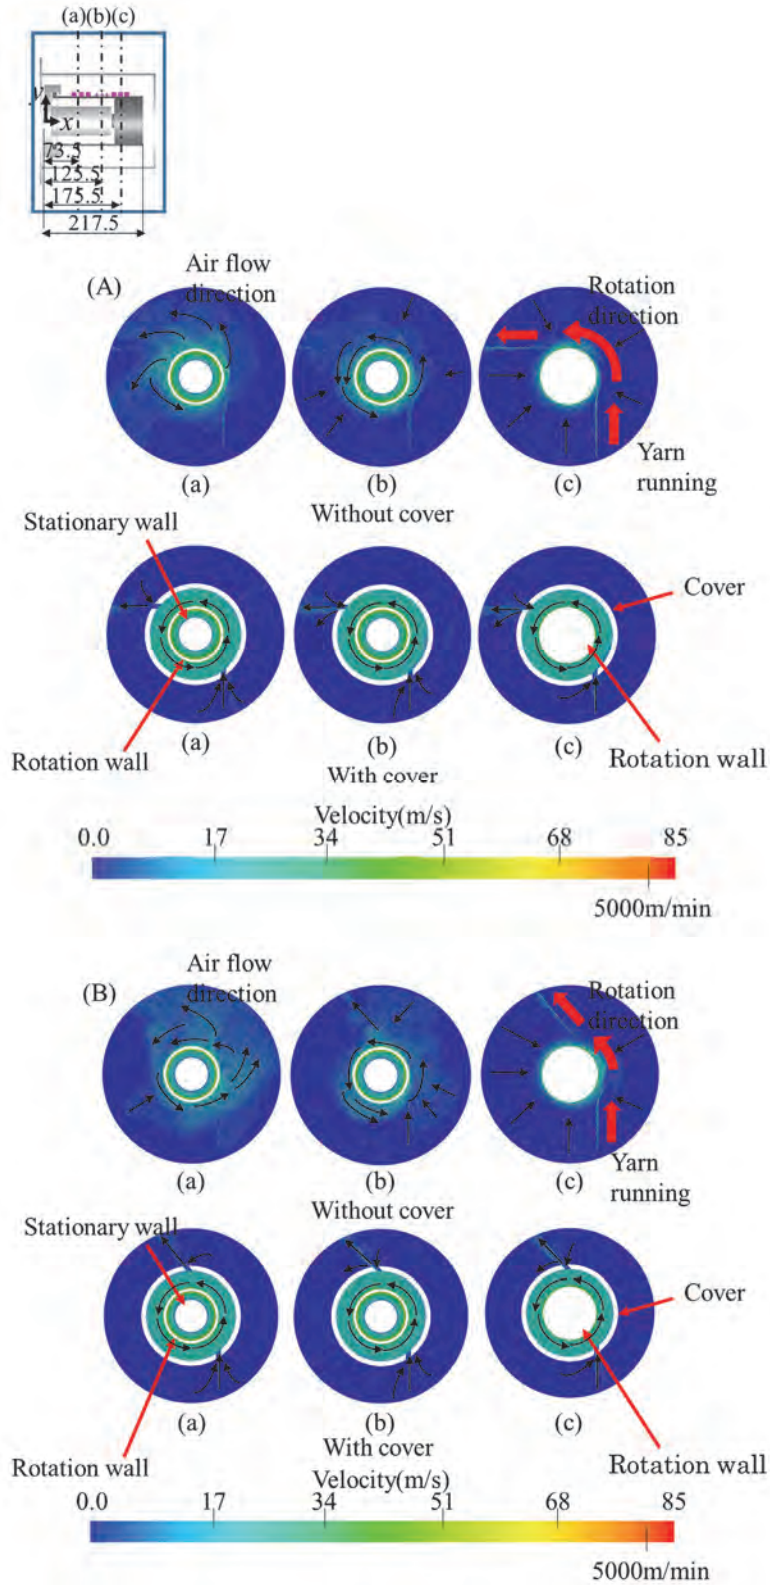 (a)(b)(c)
y
x
73.5
125.5
175.5
217.5
(A)
Air flow
direction
Rotation
direction
Yarn
running
(a)
(b)
(c)
Without cover
Stationary wall
Cover
(a)
(b)
(c)
Rotation wall
Rotation wall
With cover
Velocity(m/s)
0.0 17 34 51 68 85
5000m/min
(B)
Air flow
direction
Rotation
direction
Yarn
running
(a)
(b)
(c)
Without cover
Stationary wall
Cover
(a)
(b)
(c)
Rotation wall
Rotation wall
With cover
Velocity(m/s)
0.0 17 34 51 68 85
5000m/min